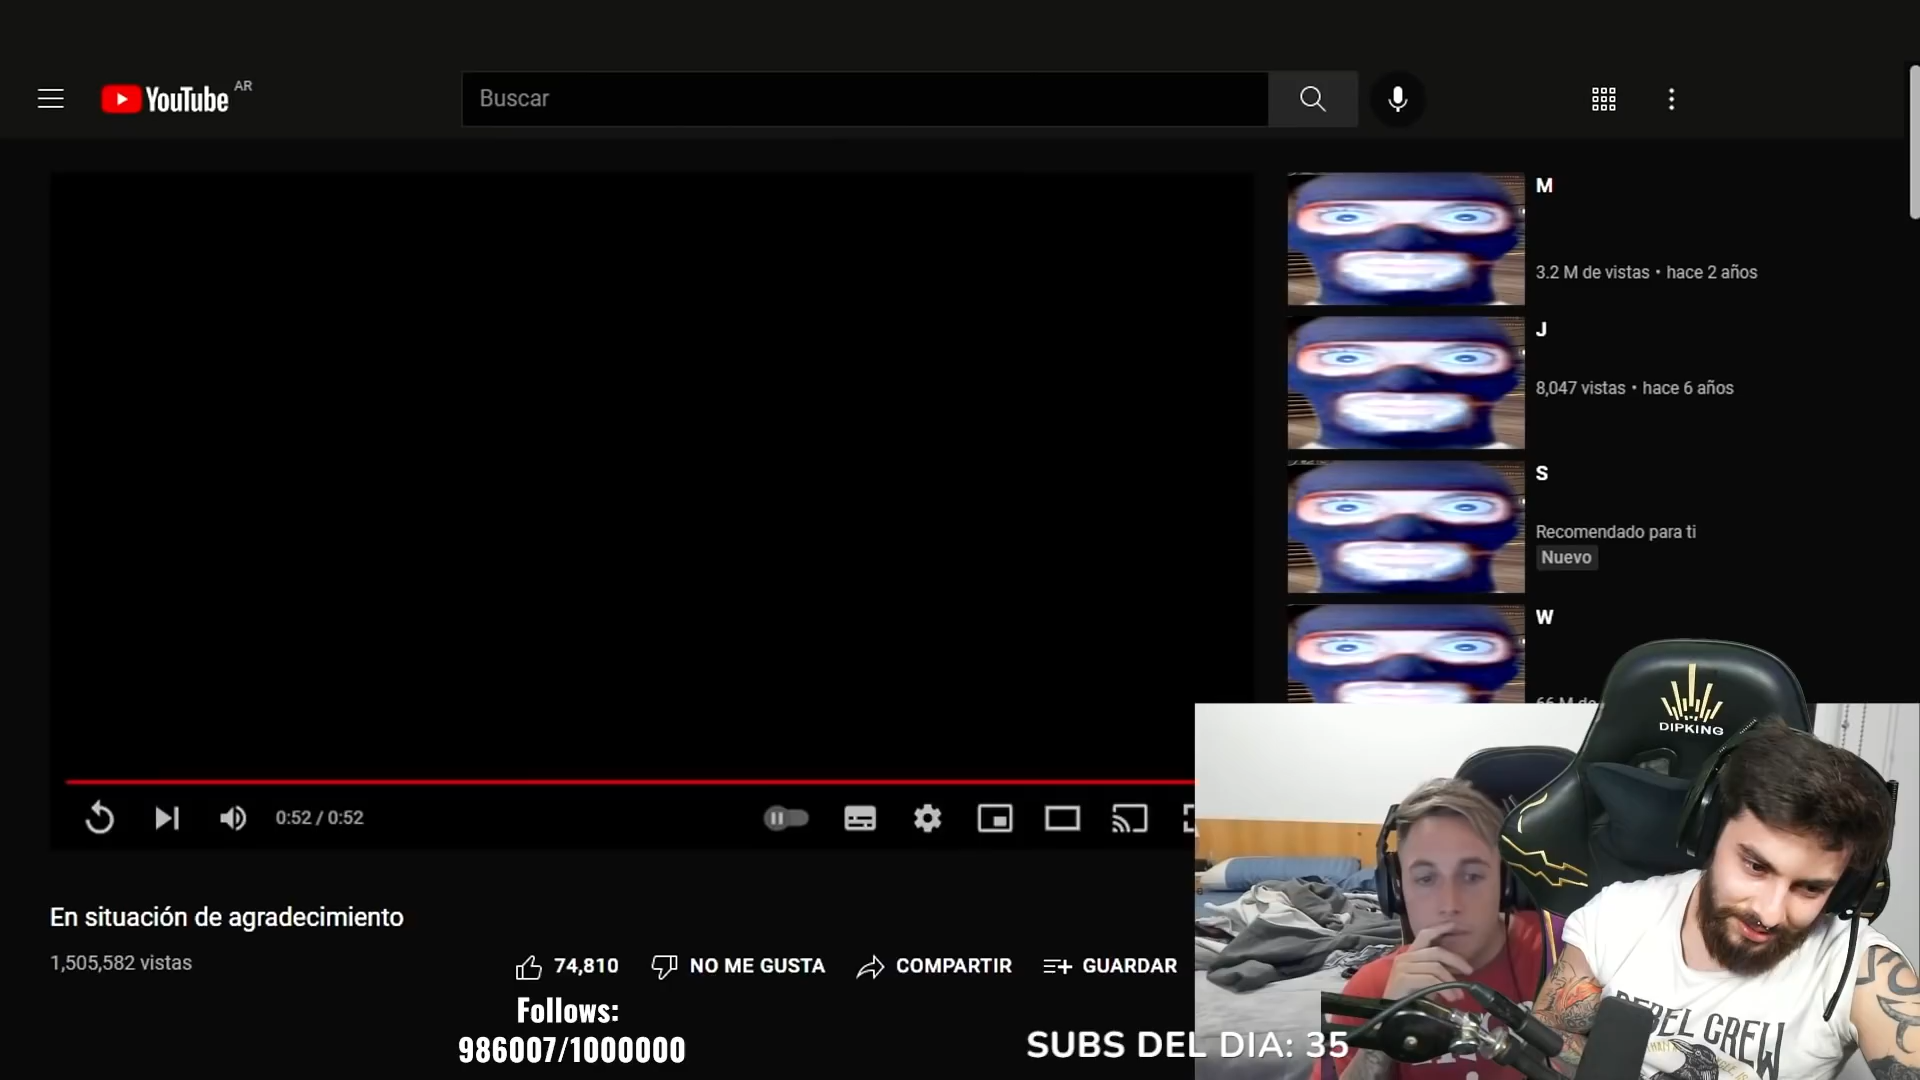 YouTube AR
Buscar
M
3.2 M de vistas • hace 2 años
J
8,047 vistas • hace 6 años
S
Recomendado para ti
Nuevo
W
66 M de
0:52 / 0:52
En situación de agradecimiento
1,505,582 vistas
74,810
NO ME GUSTA
COMPARTIR
GUARDAR
Follows:
986007/1000000
SUBS DEL DIA: 35
DIPKING
REBEL CREW